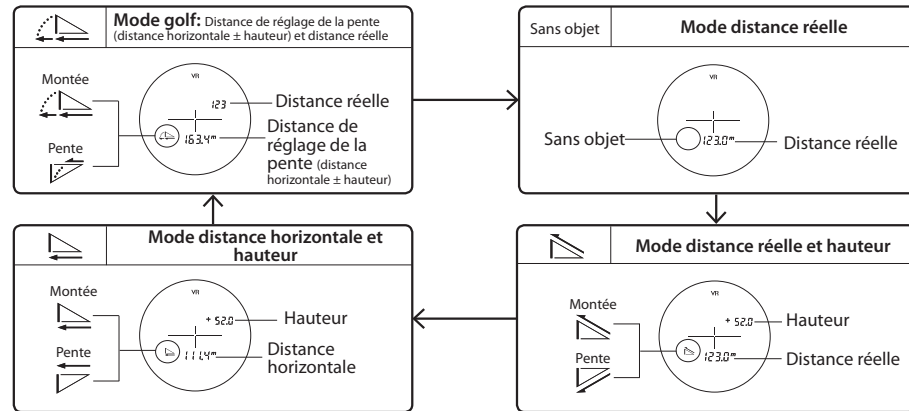 Mode golf: Distance de réglage de la pente
(distance horizontale ± hauteur) et distance réelle
Montée
Pente
VR
123
163.4m
Distance réelle
Distance de
réglage de la
pente (distance
horizontale ± hauteur)
Sans objet
Mode distance réelle
VR
Sans objet
123.0m
Distance réelle
Mode distance horizontale et
hauteur
Montée
Pente
VR
+ 52.0
111.4m
Hauteur
Distance
horizontale
Mode distance réelle et hauteur
Montée
Pente
VR
+ 52.0
123.0m
Hauteur
Distance réelle